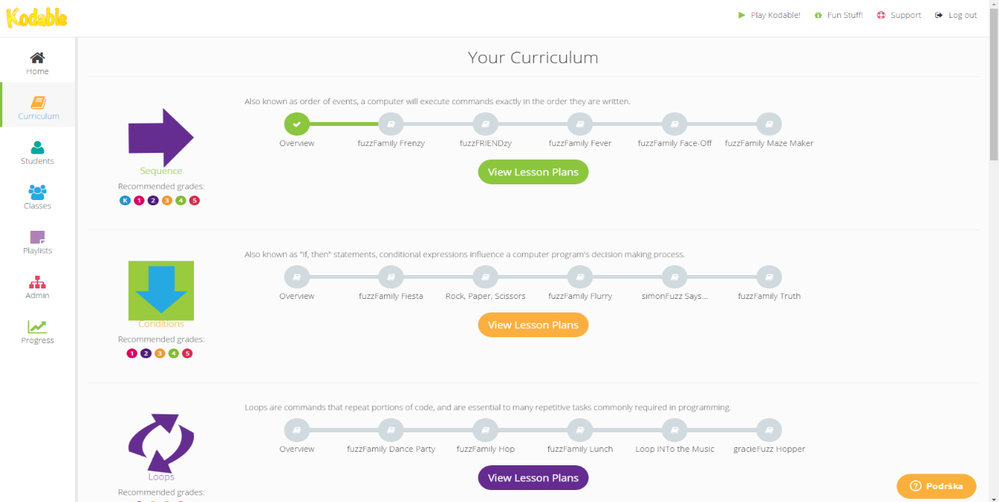 Kodable
Play Kodable!
Fun Stuff!
Support
Log out
Home
Curriculum
Students
Classes
Playlists
Admin
Progress
Your Curriculum
Sequence
Recommended grades:
K 1 2 3 4 5
Also known as order of events, a computer will execute commands exactly in the order they are written.
Overview
fuzzFamily Frenzy
fuzzFRIENDzy
fuzzFamily Fever
fuzzFamily Face-Off
fuzzFamily Maze Maker
View Lesson Plans
Conditions
Recommended grades:
1 2 3 4 5
Also known as "If, then" statements, conditional expressions influence a computer program's decision making process.
Overview
fuzzFamily Fiesta
Rock, Paper, Scissors
fuzzFamily Flurry
simonFuzz Says...
fuzzFamily Truth
View Lesson Plans
Loops
Recommended grades:
Loops are commands that repeat portions of code, and are essential to many repetitive tasks commonly required in programming.
Overview
fuzzFamily Dance Party
fuzzFamily Hop
fuzzFamily Lunch
Loop INTo the Music
gracieFuzz Hopper
View Lesson Plans
Podrška